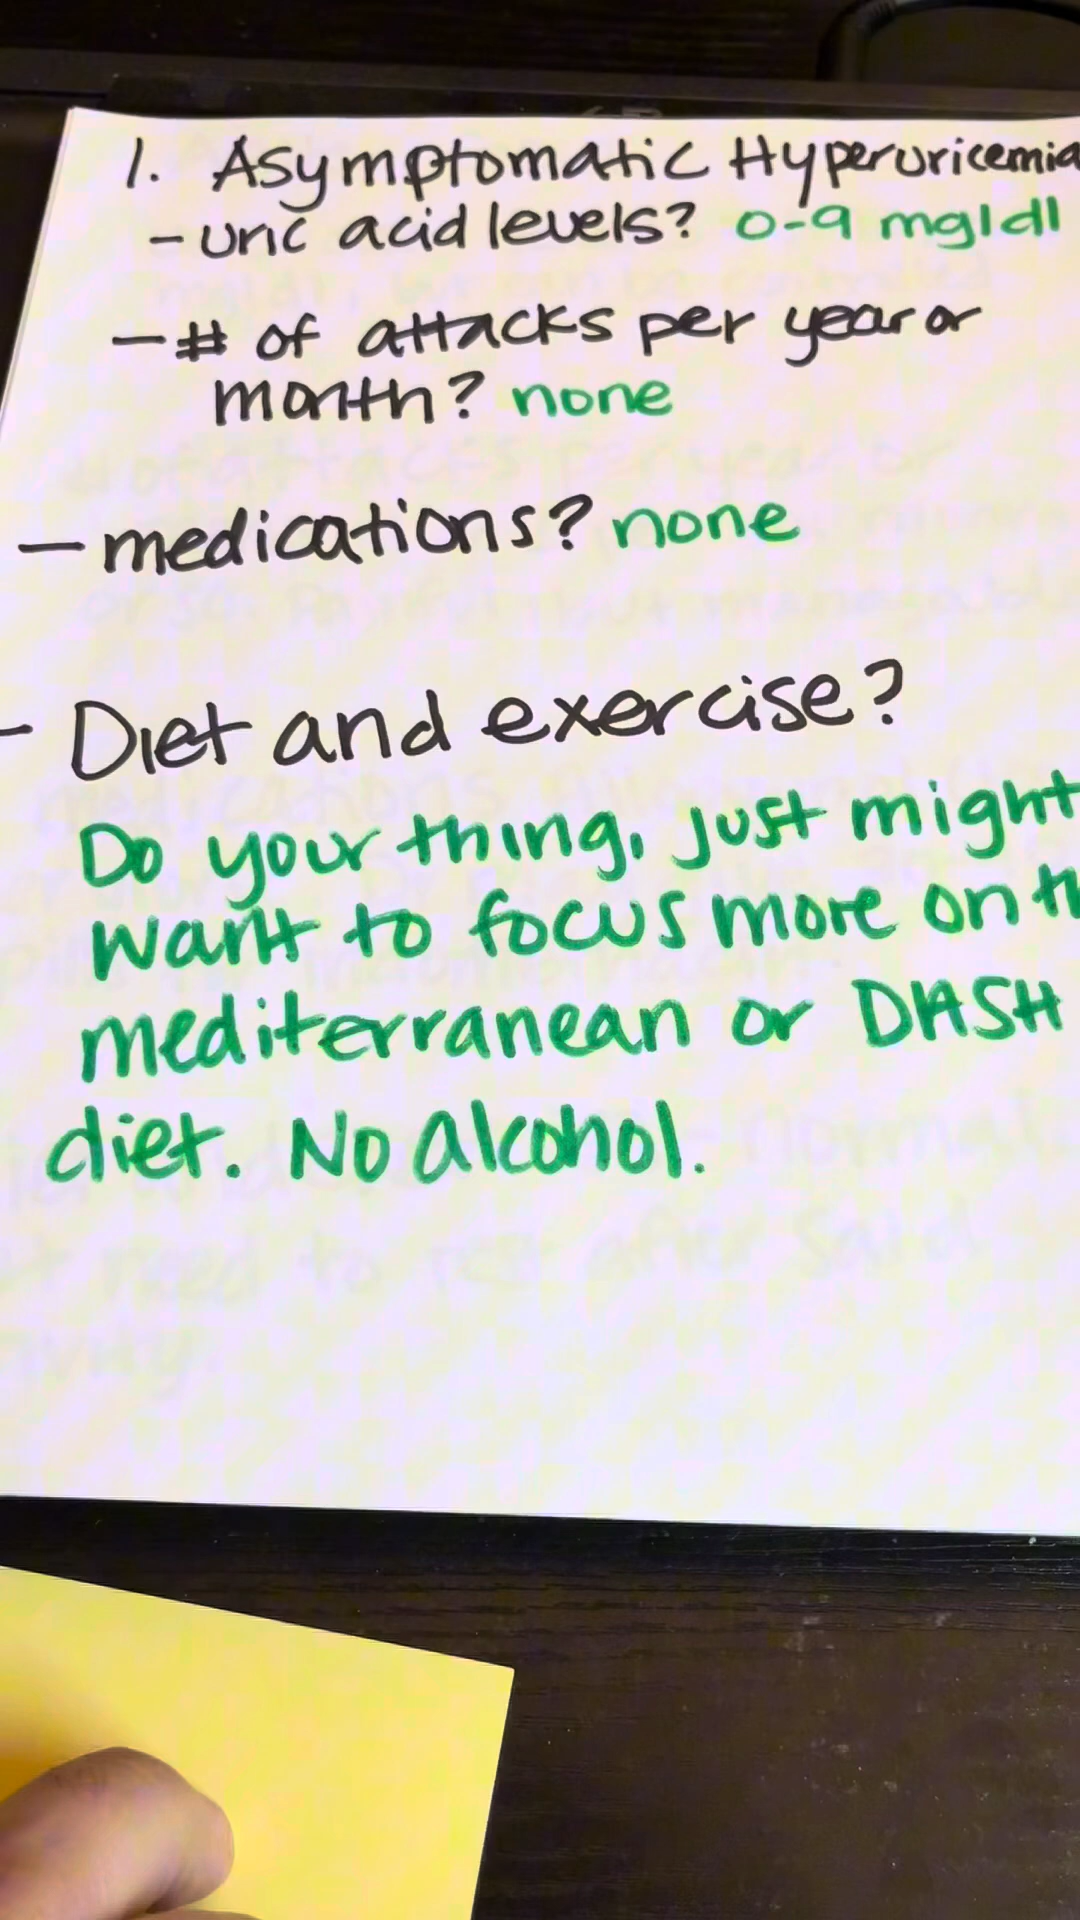 1. Asymptomatic Hyperuricemia
- uric acid levels? 0-9 mg/dl
- # of attacks per year or
month? none
- medications? none
- Diet and exercise?
Do your thing, just might
want to focus more on th
mediterranean or DASH
diet. No alcohol.